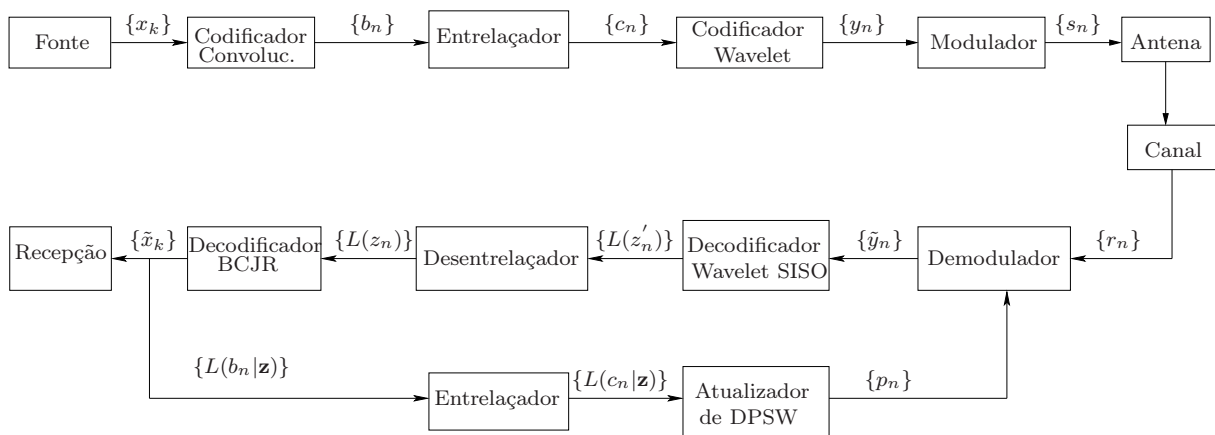 Fonte
{x_k}
Codificador
Convoluc.
{b_n}
Entrelaçador
{c_n}
Codificador
Wavelet
{y_n}
Modulador
{s_n}
Antena
Canal
Recepção
{x̃_k}
Decodificador
BCJR
{L(z_n)}
Desentrelaçador
{L(z'_n)}
Decodificador
Wavelet SISO
{ỹ_n}
Demodulador
{r_n}
{L(b_n|z)}
Entrelaçador
{L(c_n|z)}
Atualizador
de DPSW
{p_n}